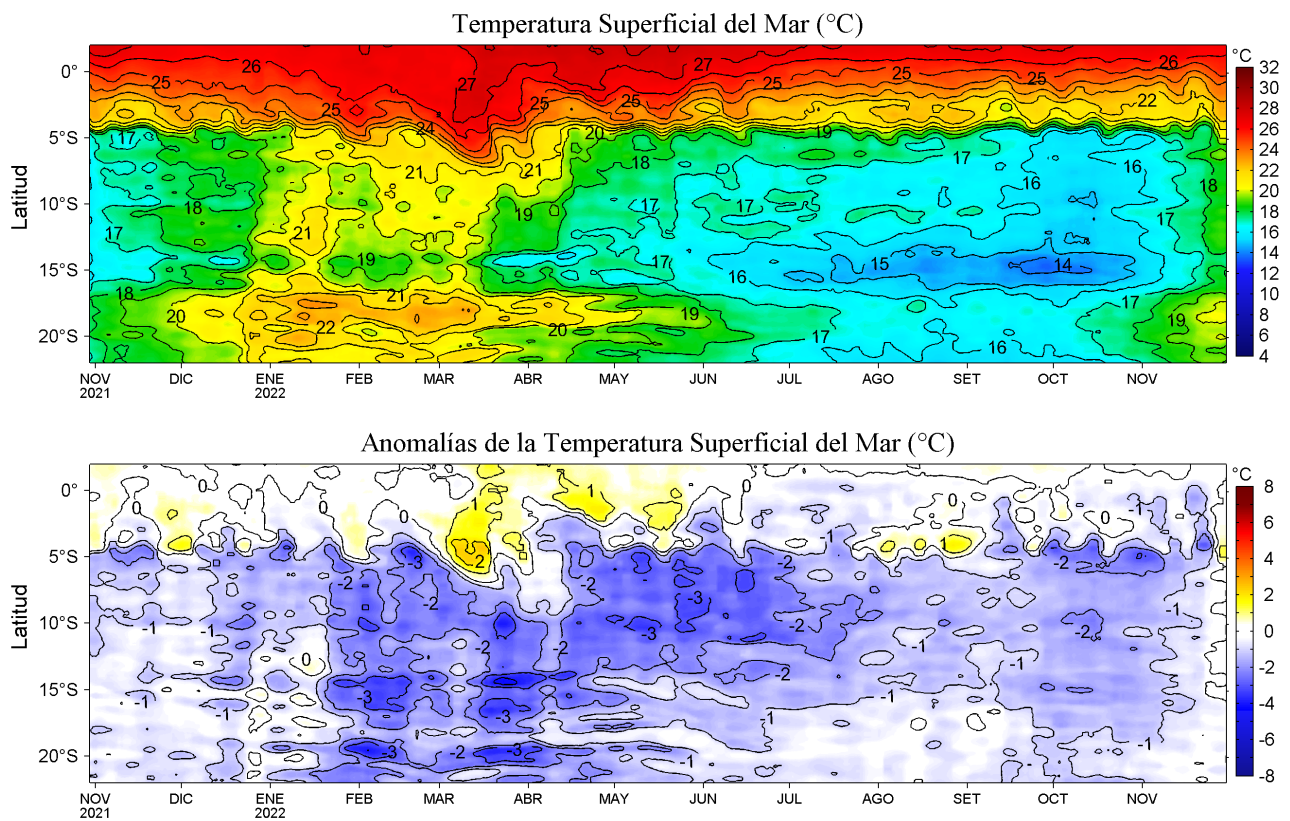 Temperatura Superficial del Mar (°C)
°C
26 27 26
0°
25 25 27 25 25 25 25 25 22
24
5°S
17 20 19
21 21 18 17 16 16 18
10°S
18 19 17 17 17
17 21
19 17 16 15 14
15°S
18 21 17
20 22 20 19 17 19
20°S
16
Latitud
32
30
28
26
24
22
20
18
16
14
12
10
8
6
4
NOV DIC ENE FEB MAR ABR MAY JUN JUL AGO SET OCT NOV
2021 2022
Anomalías de la Temperatura Superficial del Mar (°C)
°C
0°
0 0 0 0 1 1 0 0 0 -1
5°S
-3 2 -2 -1 1 -2
-2 -2 -2 -3
10°S
-1 -1 -2 -2 -3 -2 -2 -1
0 -2 -1 -1
15°S
-1 -1 -3 -3 -1 -1
20°S
-3 -2 -3 -1 -1
Latitud
8
6
4
2
0
-2
-4
-6
-8
NOV DIC ENE FEB MAR ABR MAY JUN JUL AGO SET OCT NOV
2021 2022